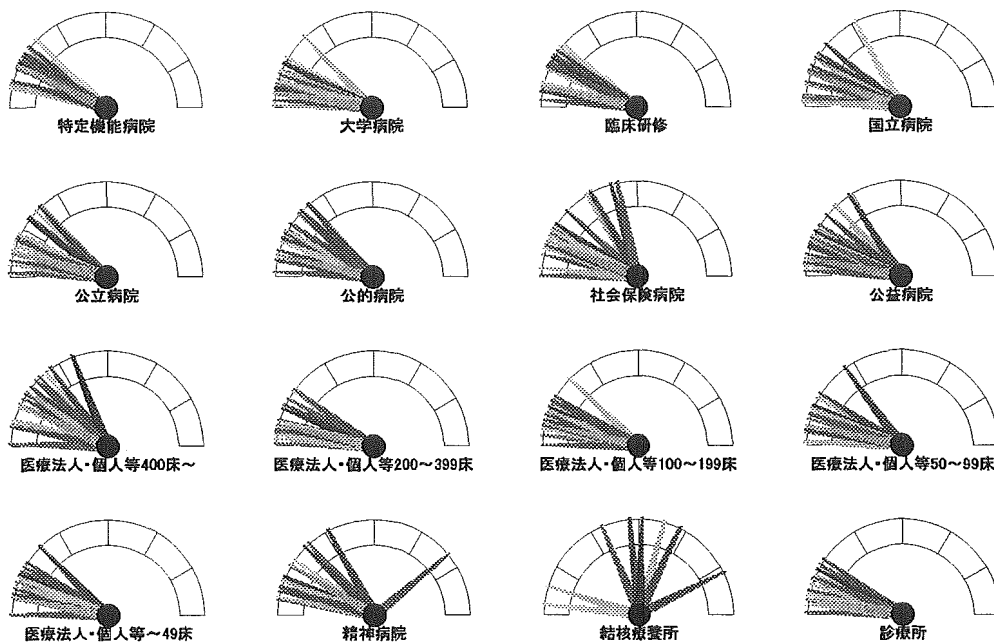 特定機能病院
大学病院
臨床研修
国立病院
公立病院
公的病院
社会保険病院
公益病院
医療法人・個人等400床～
医療法人・個人等200～399床
医療法人・個人等100～199床
医療法人・個人等50～99床
医療法人・個人等～49床
精神病院
結核療養所
診療所